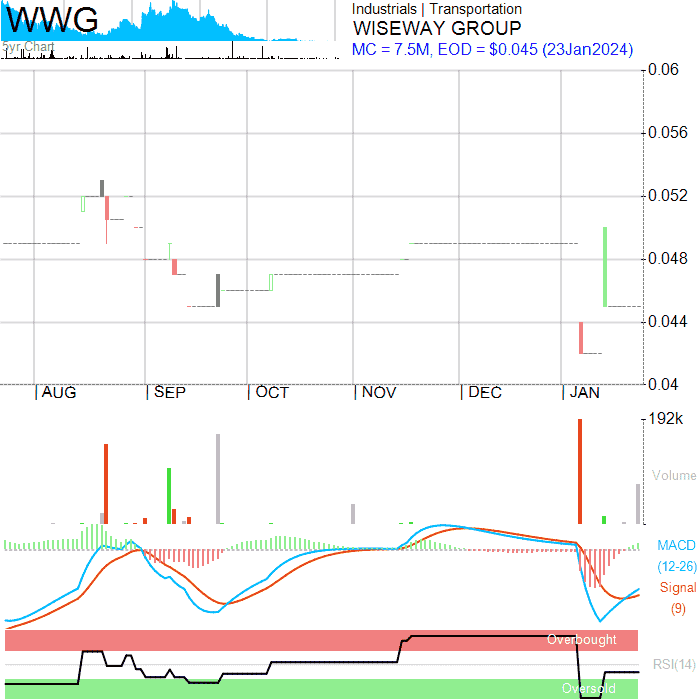 WWG
5yr Chart
Industrials | Transportation
WISEWAY GROUP
MC = 7.5M, EOD = $0.045 (23Jan2024)
0.06
0.056
0.052
0.048
0.044
0.04
AUG SEP OCT NOV DEC JAN
192k
Volume
MACD
(12-26)
Signal
(9)
Overbought
RSI(14)
Oversold